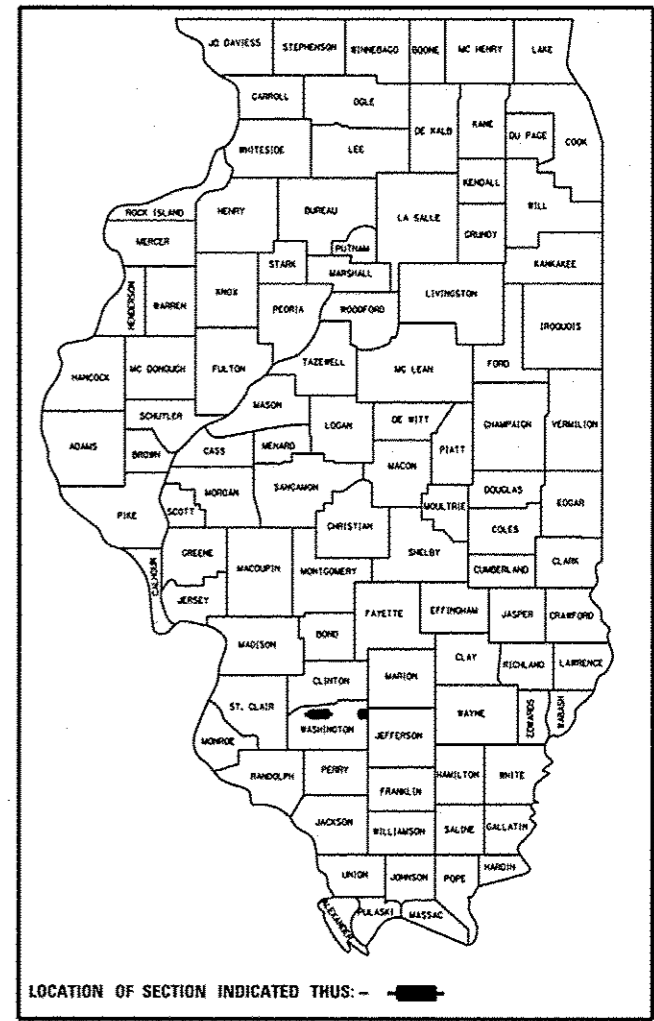 JO DAVIESS STEPHENSON WINNEBAGO BOONE MC HENRY LAKE
CARROLL OGLE DE KALB KANE DU PAGE COOK
WHITESIDE LEE KENDALL WILL
ROCK ISLAND HENRY BUREAU LA SALLE GRUNDY
MERCER PUTNAM KANKAKEE
STARK MARSHALL
HENDERSON WARREN KNOX PEORIA WOODFORD LIVINGSTON IROQUOIS
HANCOCK MC DONOUGH FULTON TAZEWELL MC LEAN FORD
SCHUYLER MASON LOGAN DE WITT CHAMPAIGN VERMILION
ADAMS BROWN CASS MENARD MACON PIATT
PIKE SCOTT MORGAN SANGAMON CHRISTIAN MOULTRIE DOUGLAS EDGAR
COLES
CALHOUN GREENE MACOUPIN MONTGOMERY SHELBY CUMBERLAND CLARK
JERSEY FAYETTE EFFINGHAM JASPER CRAWFORD
MADISON BOND CLAY RICHLAND LAWRENCE
CLINTON MARION
ST. CLAIR WAYNE EDWARDS WABASH
MONROE WASHINGTON JEFFERSON
RANDOLPH PERRY HAMILTON WHITE
FRANKLIN
JACKSON WILLIAMSON SALINE GALLATIN
UNION JOHNSON POPE HARDIN
ALEXANDER PULASKI MASSAC
LOCATION OF SECTION INDICATED THUS: -